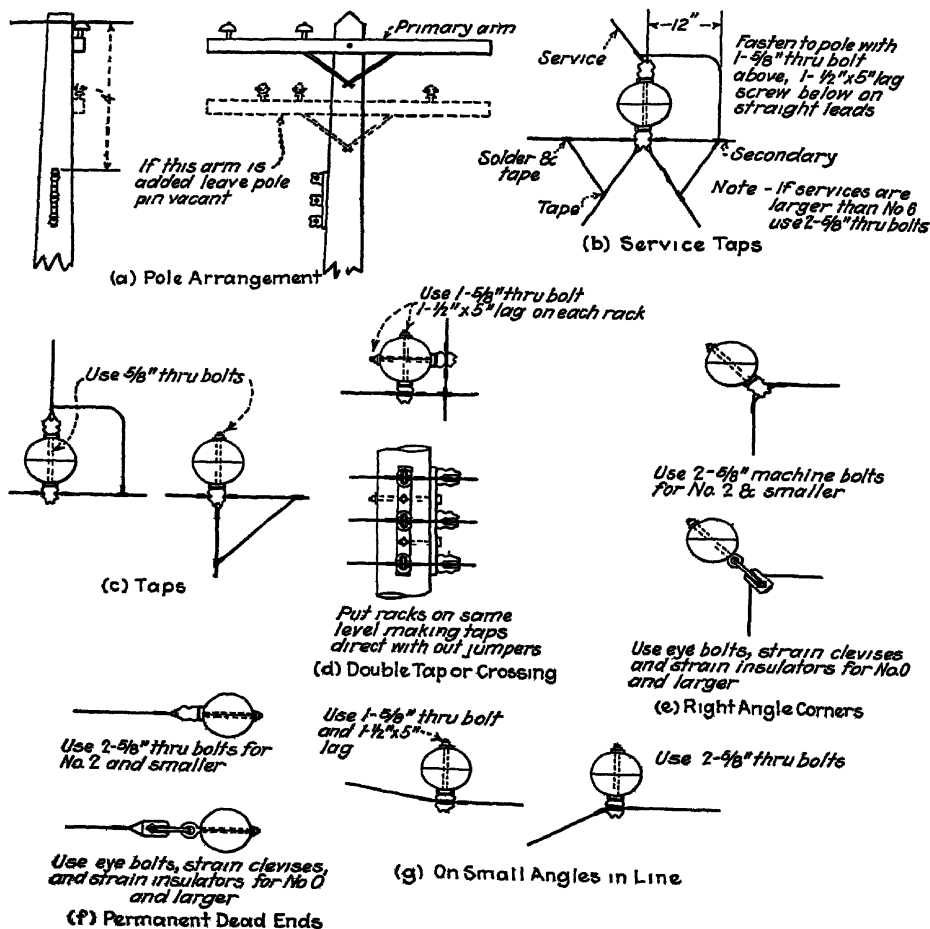 4'
Primary arm
If this arm is
added leave pole
pin vacant
(a) Pole Arrangement
12"
Service
Fasten to pole with
1-5/8" thru bolt
above, 1-1/2"x5" lag
screw below on
straight leads
Solder &
tape
Secondary
Tape
Note - If services are
larger than No 6
use 2-5/8" thru bolts
(b) Service Taps
Use 5/8" thru bolts
(c) Taps
Use 1-5/8" thru bolt
1-1/2"x5" lag on each rack
Put racks on same
level making taps
direct with out jumpers
(d) Double Tap or Crossing
Use 2-5/8" machine bolts
for No. 2 & smaller
Use eye bolts, strain clevises
and strain insulators for No.0
and larger
(e) Right Angle Corners
Use 2-5/8" thru bolts for
No. 2 and smaller
Use eye bolts, strain clevises,
and strain insulators for No 0
and larger
(f) Permanent Dead Ends
Use 1-5/8" thru bolt
and 1-1/2"x5"
lag
Use 2-5/8" thru bolts
(g) On Small Angles in Line